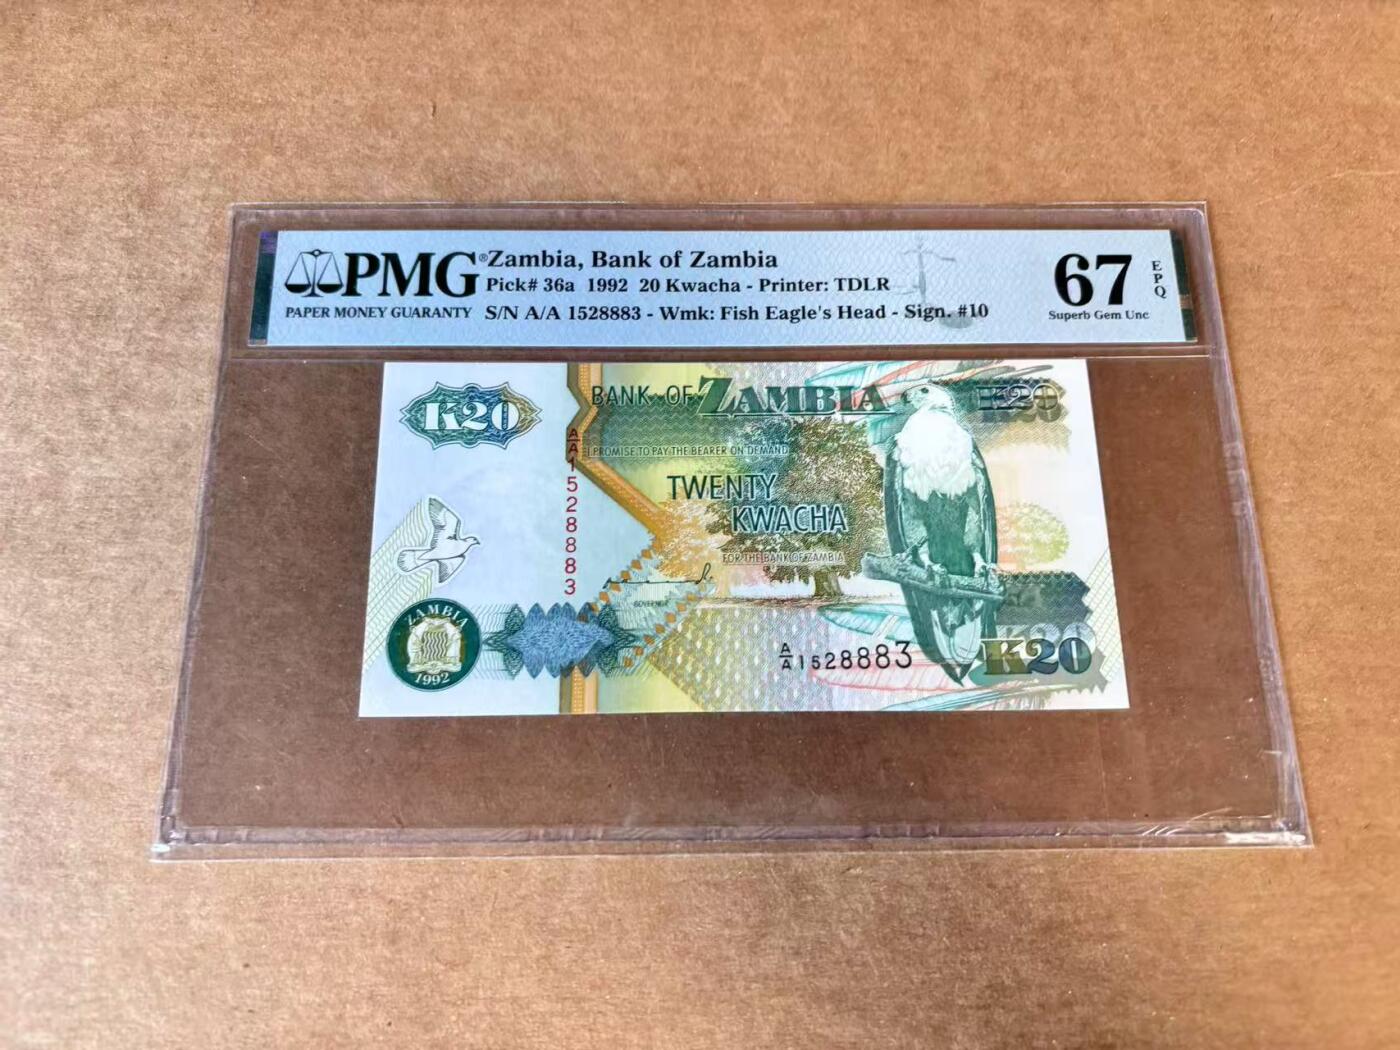 PMG®
PAPER MONEY GUARANTY
Zambia, Bank of Zambia
Pick# 36a 1992 20 Kwacha - Printer: TDLR
S/N A/A 1528883 - Wmk: Fish Eagle's Head - Sign. #10
67
EPQ
Superb Gem Unc
K20
BANK OF ZAMBIA
K20
A/A 1528883
I PROMISE TO PAY THE BEARER ON DEMAND
TWENTY
KWACHA
FOR THE BANK OF ZAMBIA
GOVERNOR
ZAMBIA
1992
A/A 1528883
K20